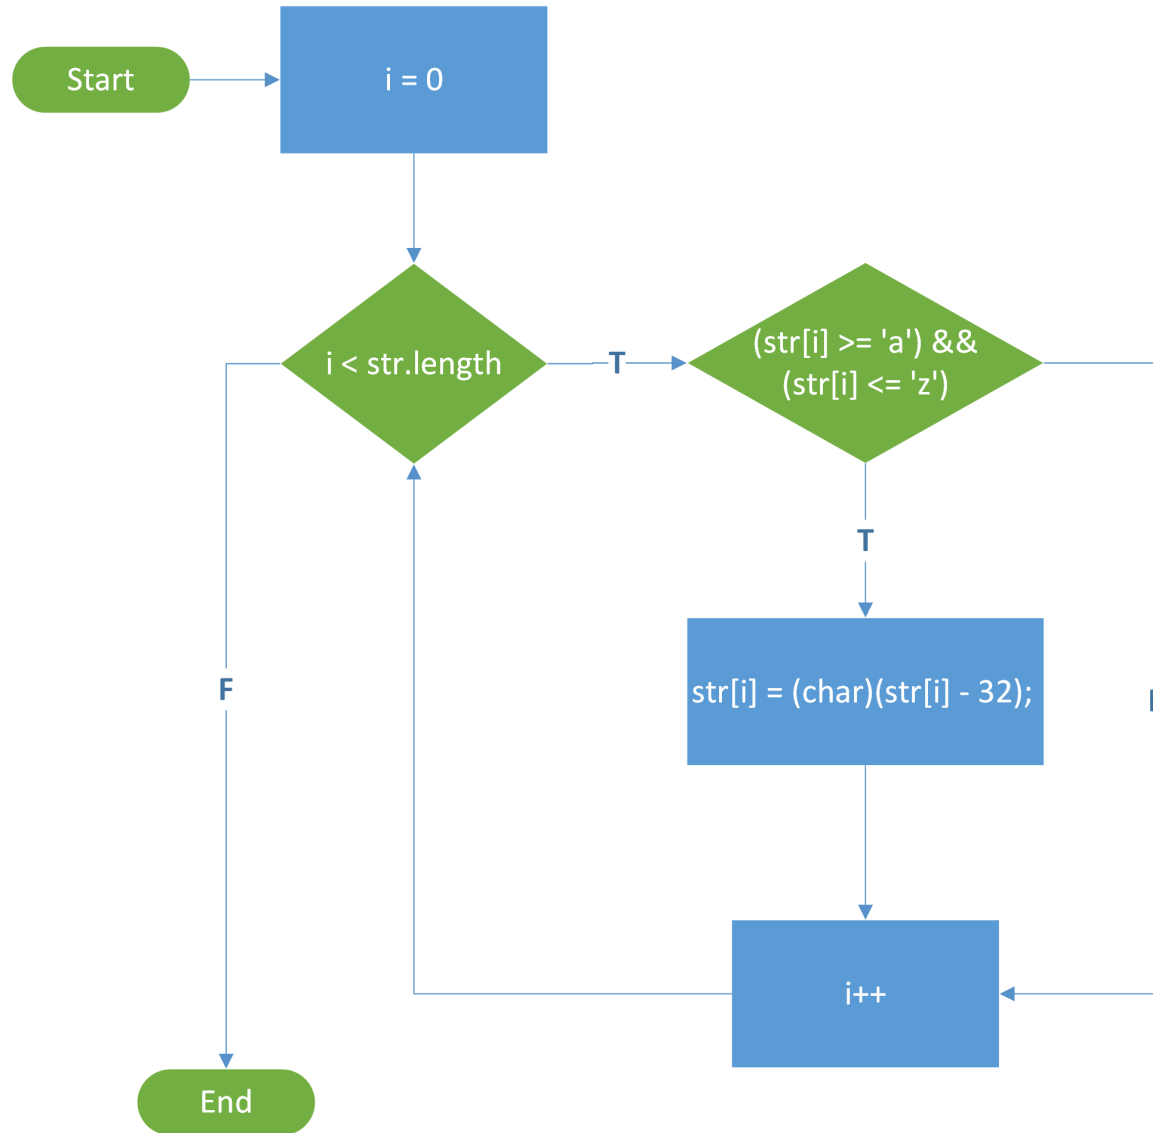 Start
i = 0
i < str.length
T
(str[i] >= 'a') &&
(str[i] <= 'z')
T
F
str[i] = (char)(str[i] - 32);
i++
End